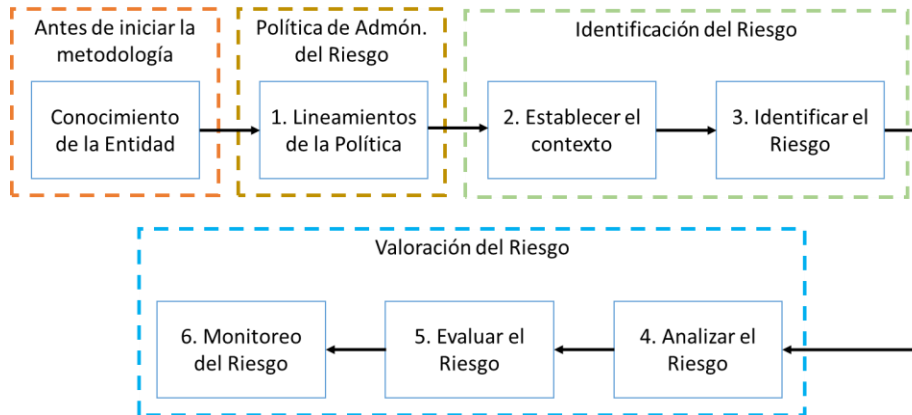 Antes de iniciar la
metodología
Conocimiento
de la Entidad
Política de Admón.
del Riesgo
1. Lineamientos
de la Política
Identificación del Riesgo
2. Establecer el
contexto
3. Identificar el
Riesgo
Valoración del Riesgo
4. Analizar el
Riesgo
5. Evaluar el
Riesgo
6. Monitoreo
del Riesgo